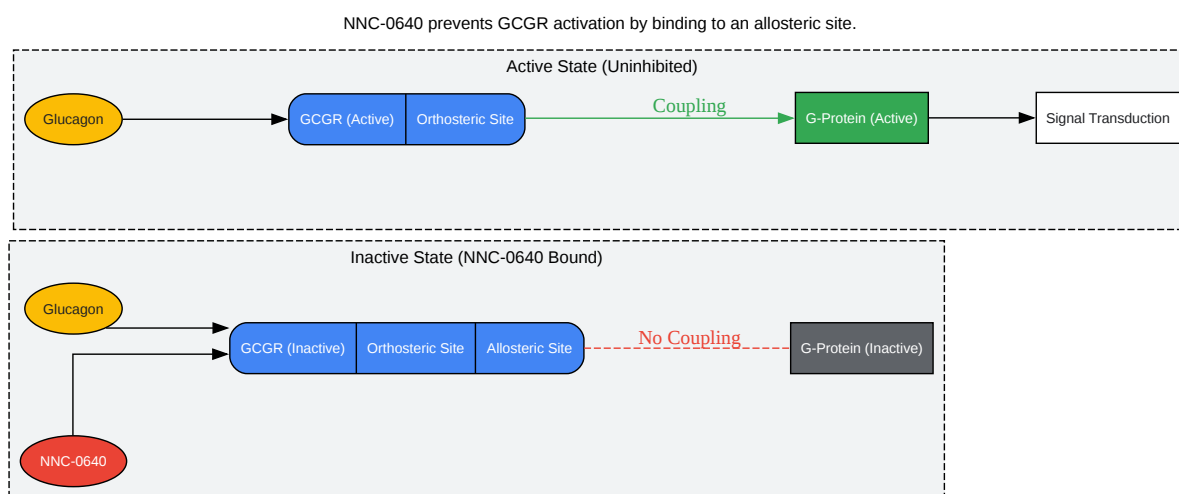 NNC-0640 prevents GCGR activation by binding to an allosteric site.
Active State (Uninhibited)
Glucagon
GCGR (Active)
Orthosteric Site
Coupling
G-Protein (Active)
Signal Transduction
Inactive State (NNC-0640 Bound)
Glucagon
GCGR (Inactive)
Orthosteric Site
Allosteric Site
No Coupling
G-Protein (Inactive)
NNC-0640